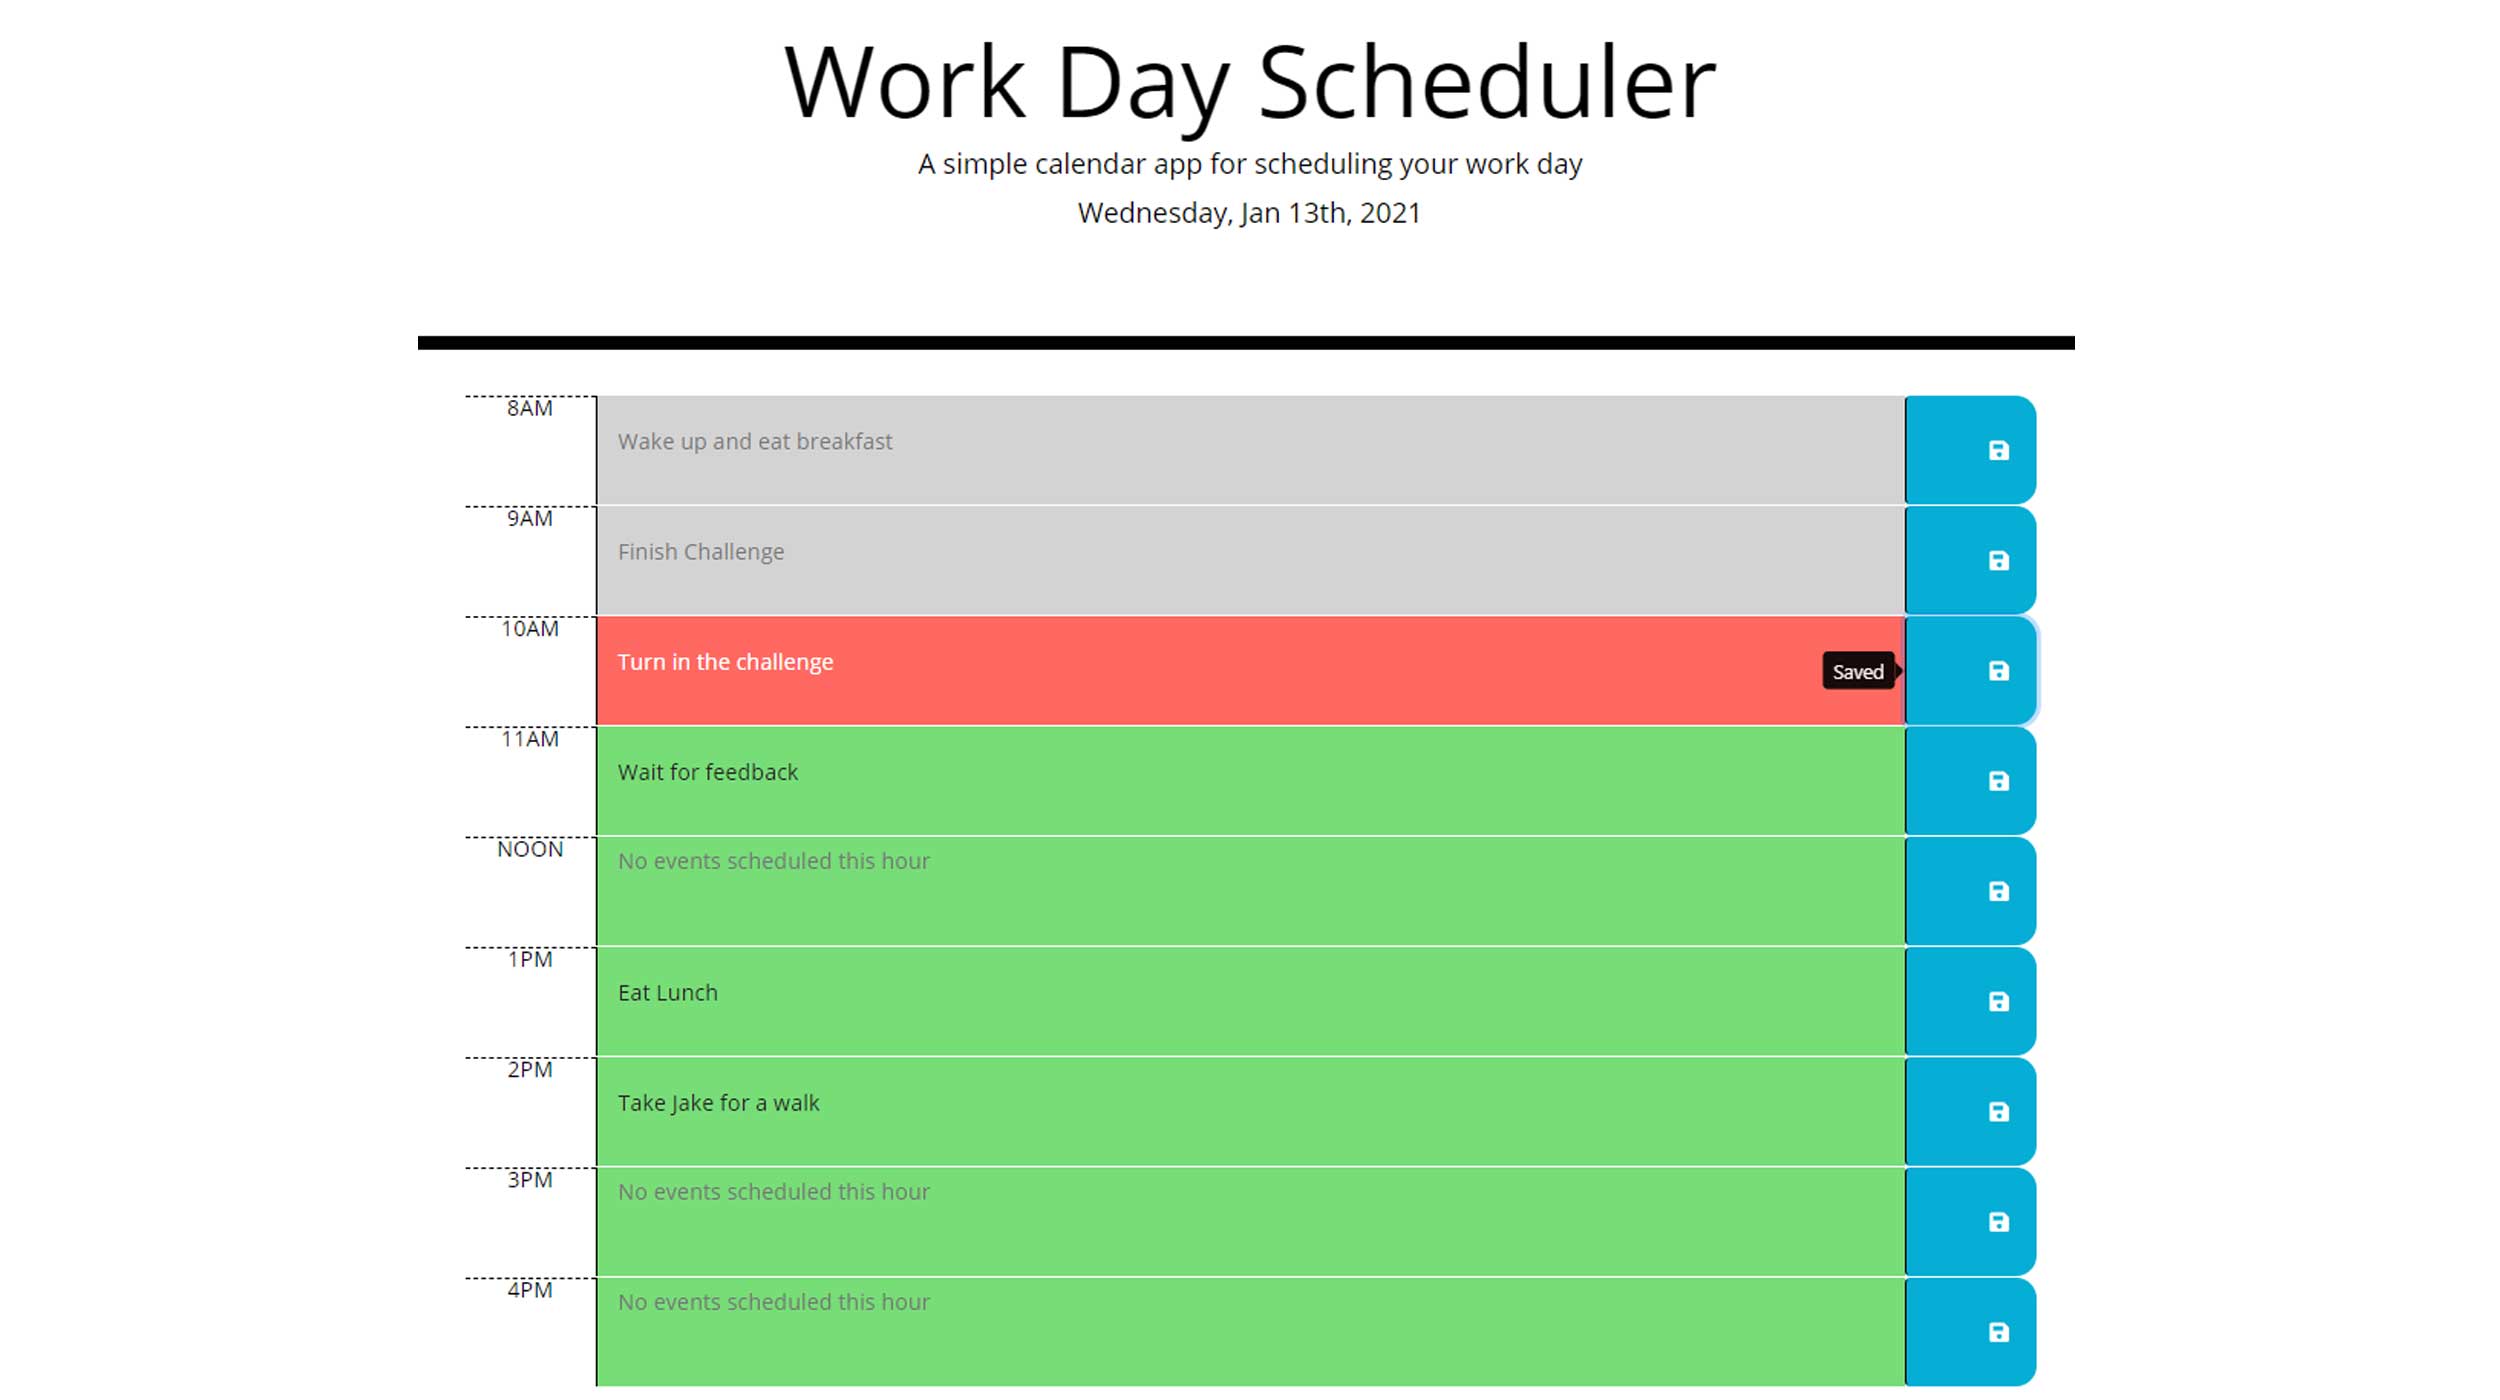 Work Day Scheduler
A simple calendar app for scheduling your work day
Wednesday, Jan 13th, 2021
8AM
Wake up and eat breakfast
9AM
Finish Challenge
10AM
Turn in the challenge
Saved
11AM
Wait for feedback
NOON
No events scheduled this hour
1PM
Eat Lunch
2PM
Take Jake for a walk
3PM
No events scheduled this hour
4PM
No events scheduled this hour